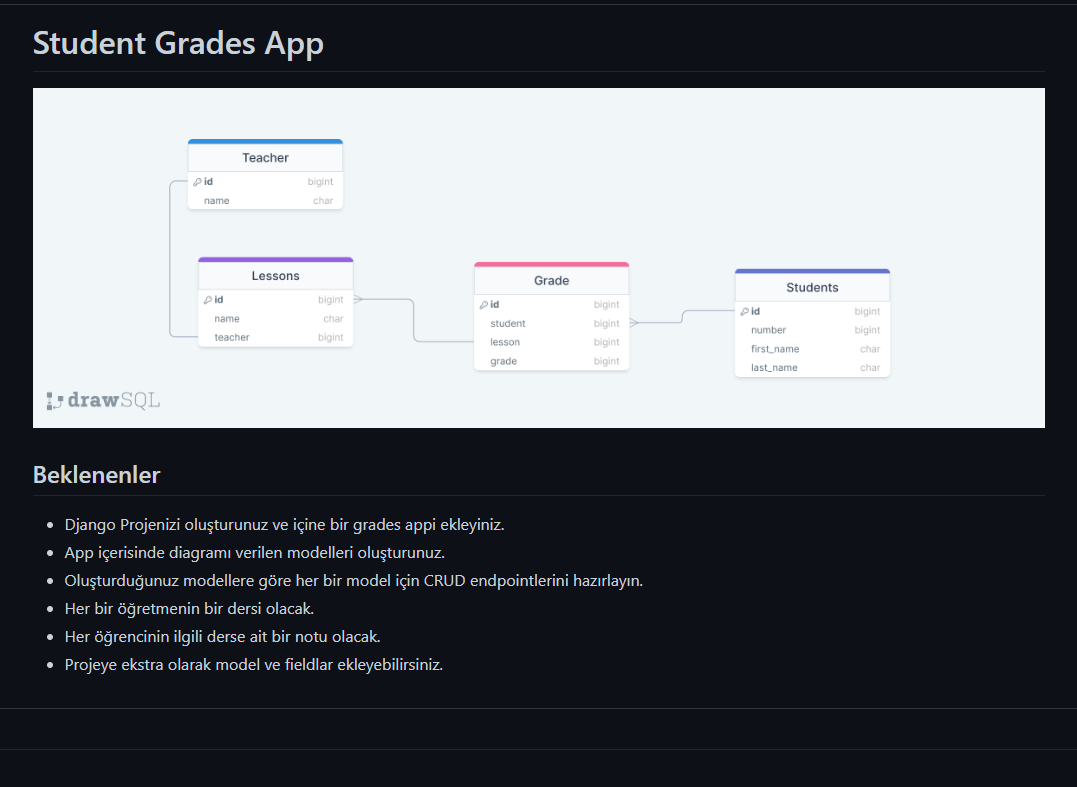 Student Grades App
Teacher
id bigint
name char
Lessons
id bigint
name char
teacher bigint
Grade
id bigint
student bigint
lesson bigint
grade bigint
Students
id bigint
number bigint
first_name char
last_name char
drawSQL
Beklenenler
Django Projenizi oluşturunuz ve içine bir grades appi ekleyiniz.
App içerisinde diagramı verilen modelleri oluşturunuz.
Oluşturduğunuz modellere göre her bir model için CRUD endpointlerini hazırlayın.
Her bir öğretmenin bir dersi olacak.
Her öğrencinin ilgili derse ait bir notu olacak.
Projeye ekstra olarak model ve fieldlar ekleyebilirsiniz.